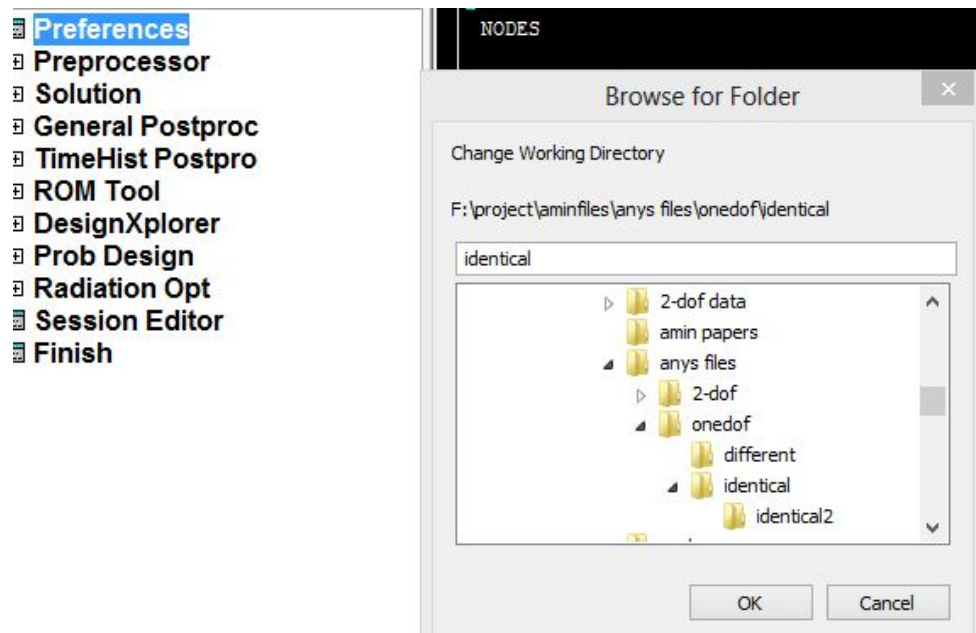 Preferences
Preprocessor
Solution
General Postproc
TimeHist Postpro
ROM Tool
DesignXplorer
Prob Design
Radiation Opt
Session Editor
Finish
NODES
Browse for Folder
Change Working Directory
F:\project\aminfiles\anys files\onedof\identical
identical
2-dof data
amin papers
anys files
2-dof
onedof
different
identical
identical2
OK
Cancel